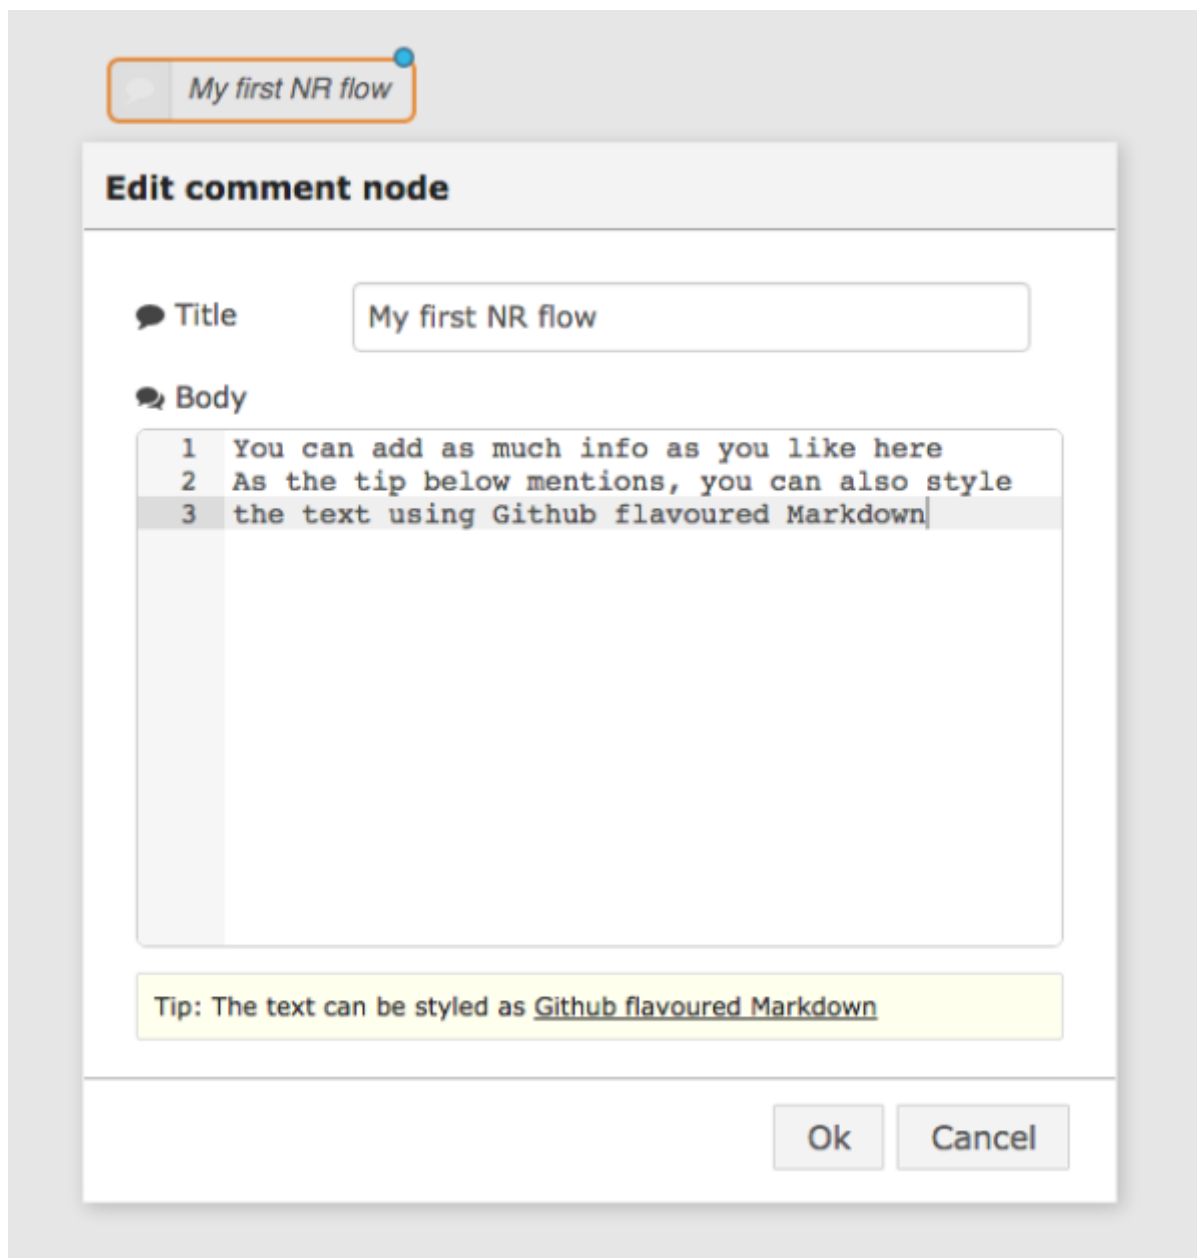 My first NR flow
Edit comment node
Title
My first NR flow
Body
1 You can add as much info as you like here
2 As the tip below mentions, you can also style
3 the text using Github flavoured Markdown
Tip: The text can be styled as Github flavoured Markdown
Ok Cancel